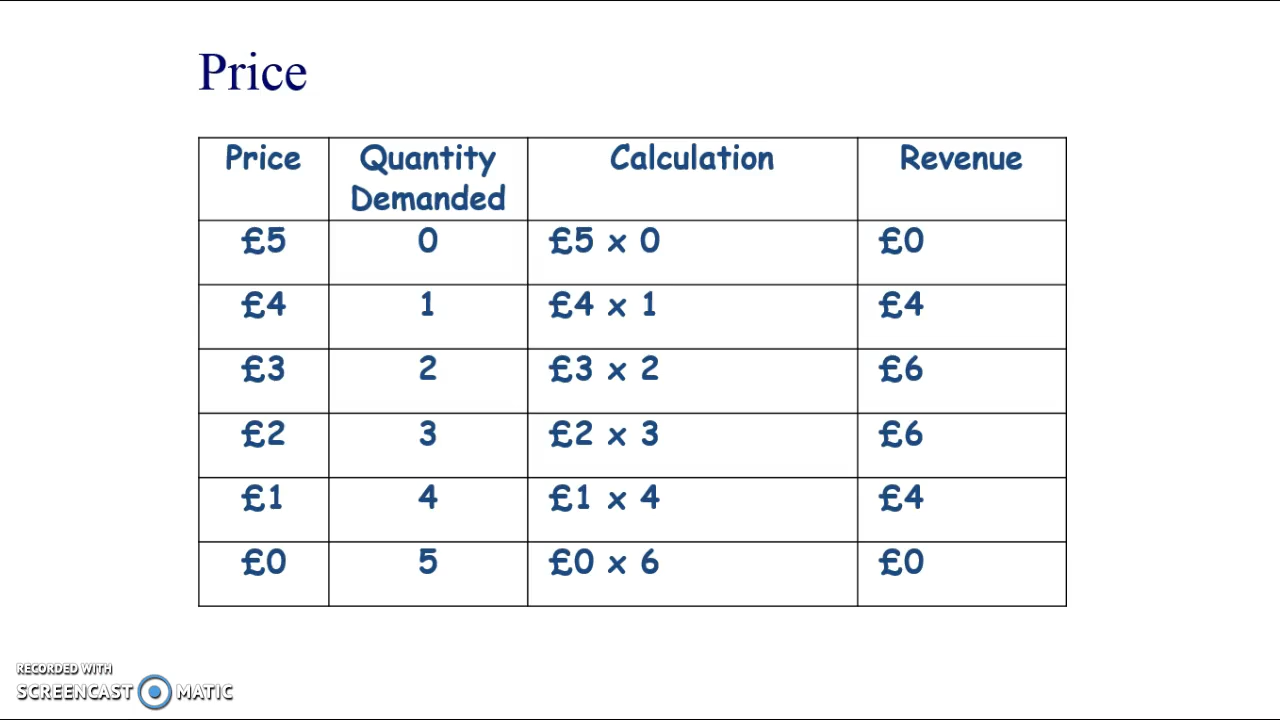 Price
Price Quantity Demanded Calculation Revenue
£5 0 £5 x 0 £0
£4 1 £4 x 1 £4
£3 2 £3 x 2 £6
£2 3 £2 x 3 £6
£1 4 £1 x 4 £4
£0 5 £0 x 6 £0
RECORDED WITH
SCREENCAST MATIC